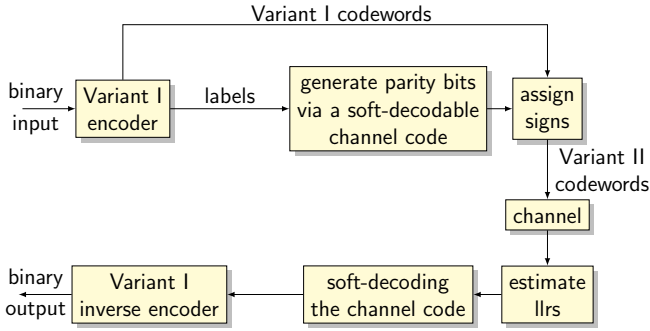 Variant I codewords
binary
input
Variant I
encoder
labels
generate parity bits
via a soft-decodable
channel code
assign
signs
Variant II
codewords
channel
estimate
llrs
soft-decoding
the channel code
Variant I
inverse encoder
binary
output